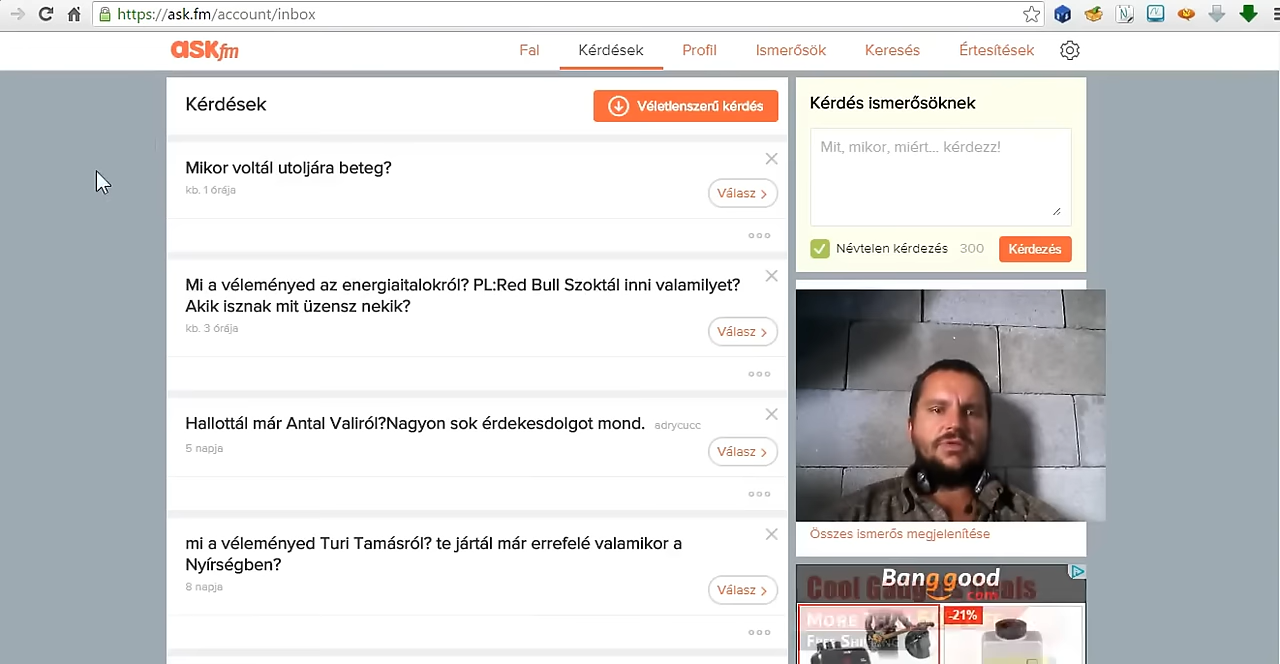 https://ask.fm/account/inbox
ASKfm
Fal
Kérdések
Profil
Ismerősök
Keresés
Értesítések
Kérdések
Véletlenszerű kérdés
Mikor voltál utoljára beteg?
kb. 1 órája
Válasz
Mi a véleményed az energiaitalokról? PL:Red Bull Szoktál inni valamilyet?
Akik isznak mit üzensz nekik?
kb. 3 órája
Válasz
Hallottál már Antal Valiról?Nagyon sok érdekesdolgot mond. adrycucc
5 napja
Válasz
mi a véleményed Turi Tamásról? te jártál már errefelé valamikor a
Nyírségben?
8 napja
Válasz
Kérdés ismerősöknek
Mit, mikor, miért... kérdezz!
Névtelen kérdezés 300 Kérdezés
Összes ismerős megjelenítése
Banggood
.com
Cool
-21%
MORE
FREE